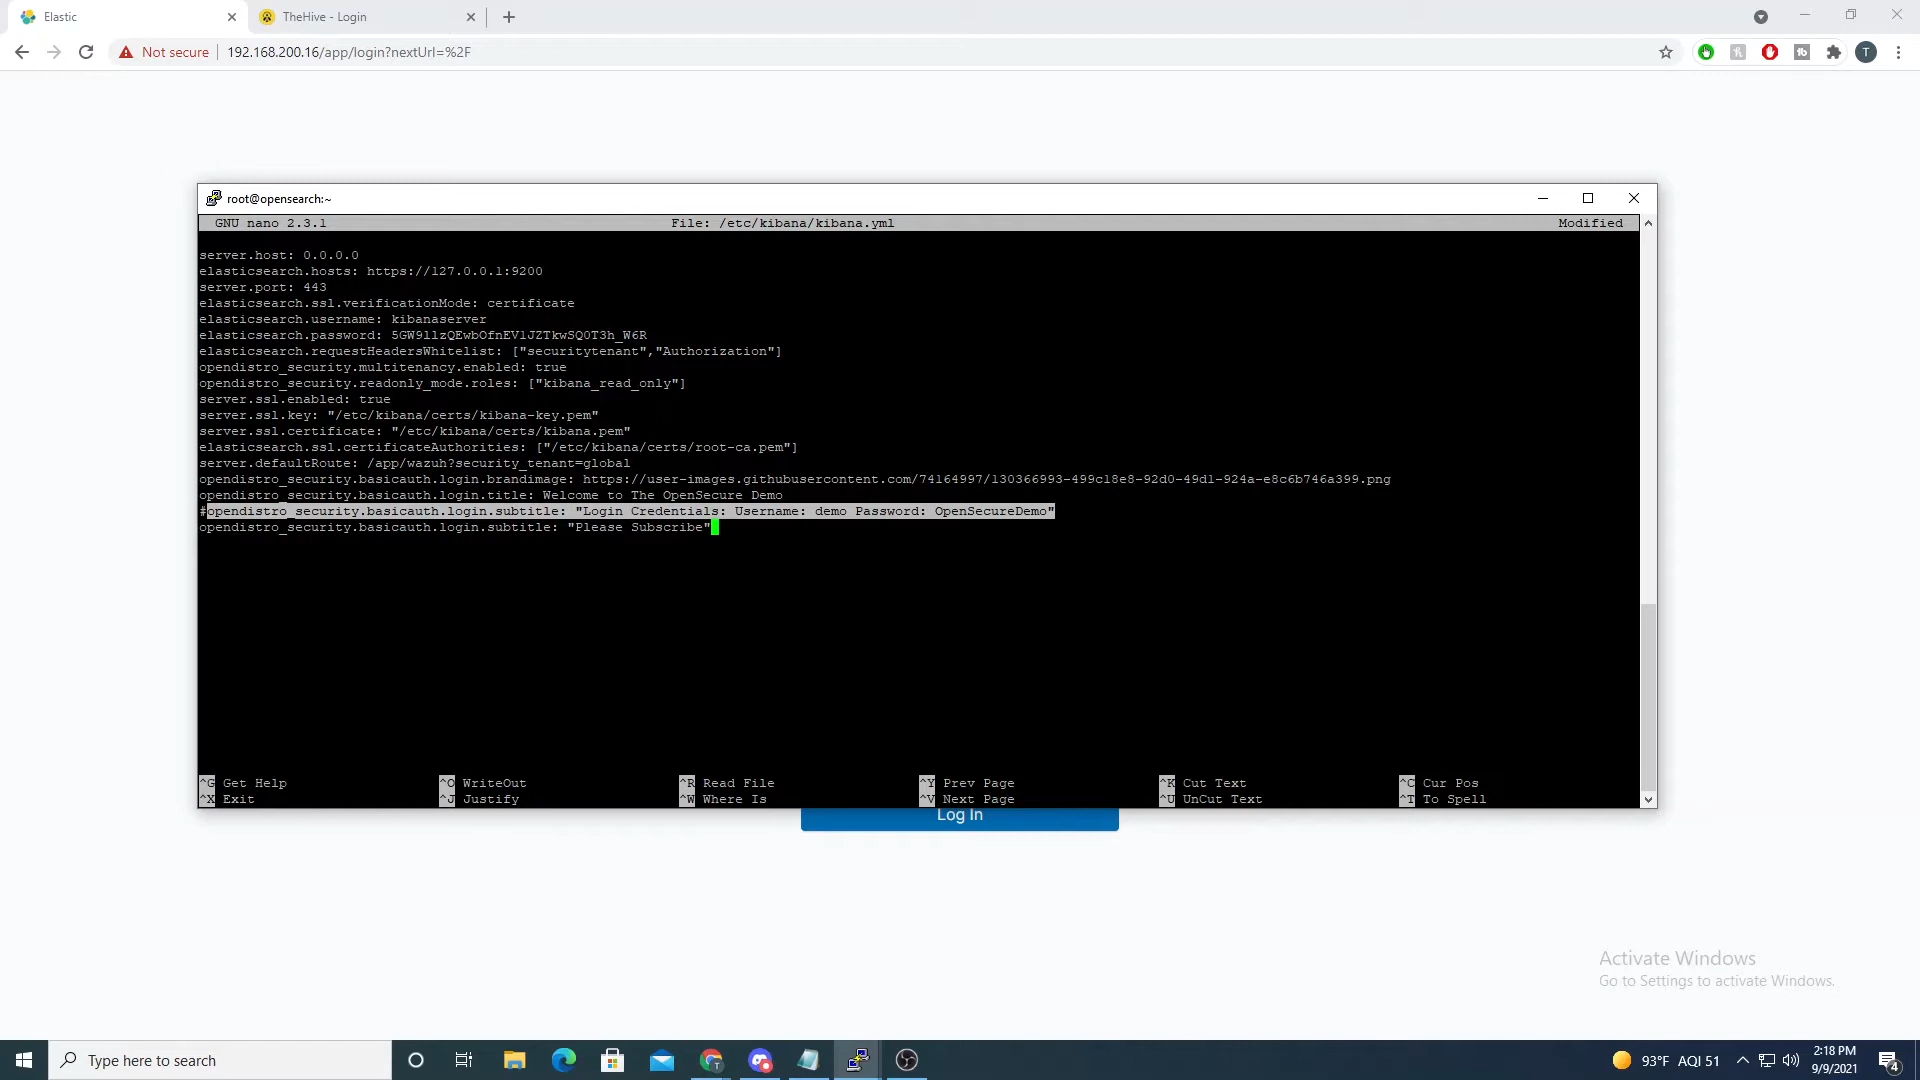 Elastic
TheHive - Login
Not secure
192.168.200.16/app/login?nextUrl=%2F
T
root@opensearch:~
GNU nano 2.3.1 File: /etc/kibana/kibana.yml Modified
server.host: 0.0.0.0
elasticsearch.hosts: https://127.0.0.1:9200
server.port: 443
elasticsearch.ssl.verificationMode: certificate
elasticsearch.username: kibanaserver
elasticsearch.password: 5GW9llzQEwbOfnEV1JZTkwSQ0T3h_W6R
elasticsearch.requestHeadersWhitelist: ["securitytenant","Authorization"]
opendistro_security.multitenancy.enabled: true
opendistro_security.readonly_mode.roles: ["kibana_read_only"]
server.ssl.enabled: true
server.ssl.key: "/etc/kibana/certs/kibana-key.pem"
server.ssl.certificate: "/etc/kibana/certs/kibana.pem"
elasticsearch.ssl.certificateAuthorities: ["/etc/kibana/certs/root-ca.pem"]
server.defaultRoute: /app/wazuh?security_tenant=global
opendistro_security.basicauth.login.brandimage: https://user-images.githubusercontent.com/74164997/130366993-499c18e8-92d0-49d1-924a-e8c6b746a399.png
opendistro_security.basicauth.login.title: Welcome to The OpenSecure Demo
#opendistro_security.basicauth.login.subtitle: "Login Credentials: Username: demo Password: OpenSecureDemo"
opendistro_security.basicauth.login.subtitle: "Please Subscribe"
^G Get Help ^O WriteOut ^R Read File ^Y Prev Page ^K Cut Text ^C Cur Pos
^X Exit ^J Justify ^W Where Is ^V Next Page ^U UnCut Text ^T To Spell
Log In
Activate Windows
Go to Settings to activate Windows.
Type here to search
T
93°F AQI 51
2:18 PM
9/9/2021
4